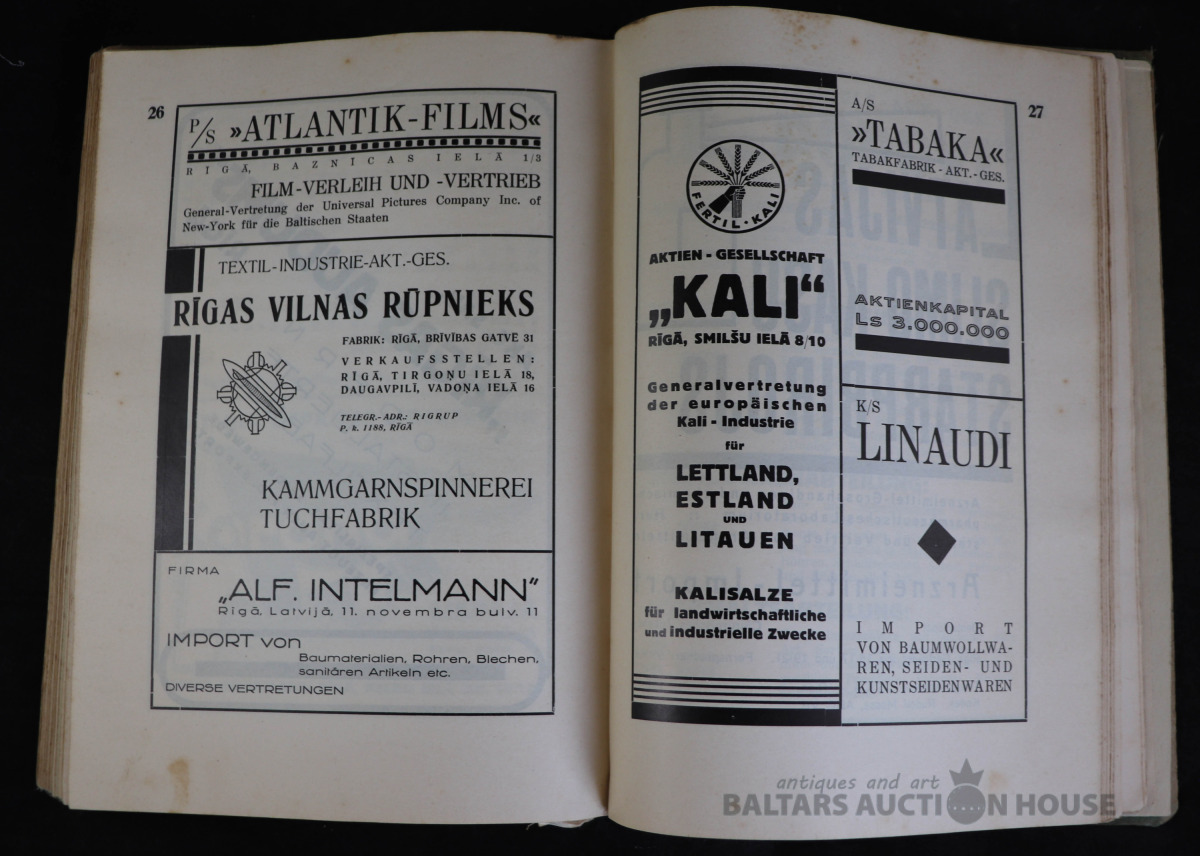 26
P/S »ATLANTIK-FILMS«
RĪGĀ, BAZNICAS IELĀ 1/3
FILM-VERLEIH UND -VERTRIEB
General-Vertretung der Universal Pictures Company Inc. of
New-York für die Baltischen Staaten
TEXTIL-INDUSTRIE-AKT.-GES.
RĪGAS VILNAS RŪPNIEKS
FABRIK: RĪGĀ, BRĪVĪBAS GATVĒ 31
VERKAUFSSTELLEN:
RĪGĀ, TIRGOŅU IELĀ 18,
DAUGAVPILĪ, VADOŅA IELĀ 16
TELEGR.-ADR.: RIGRUP
P. k. 1188, RĪGĀ
KAMMGARNSPINNEREI
TUCHFABRIK
FIRMA
„ALF. INTELMANN"
Rīgā, Latvijā, 11. novembra bulv. 11
IMPORT von
Baumaterialien, Rohren, Blechen,
sanitären Artikeln etc.
DIVERSE VERTRETUNGEN
FERTIL·KALI
AKTIEN-GESELLSCHAFT
„KALI“
RĪGĀ, SMILŠU IELĀ 8/10
Generalvertretung
der europäischen
Kali-Industrie
für
LETTLAND,
ESTLAND
UND
LITAUEN
KALISALZE
für landwirtschaftliche
und industrielle Zwecke
27
A/S
»TABAKA«
TABAKFABRIK-AKT.-GES.
AKTIENKAPITAL
Ls 3.000.000
K/S
LINAUDI
IMPORT
VON BAUMWOLLWA-
REN, SEIDEN- UND
KUNSTSEIDENWAREN
antiques and art
BALTARS AUCTION HOUSE